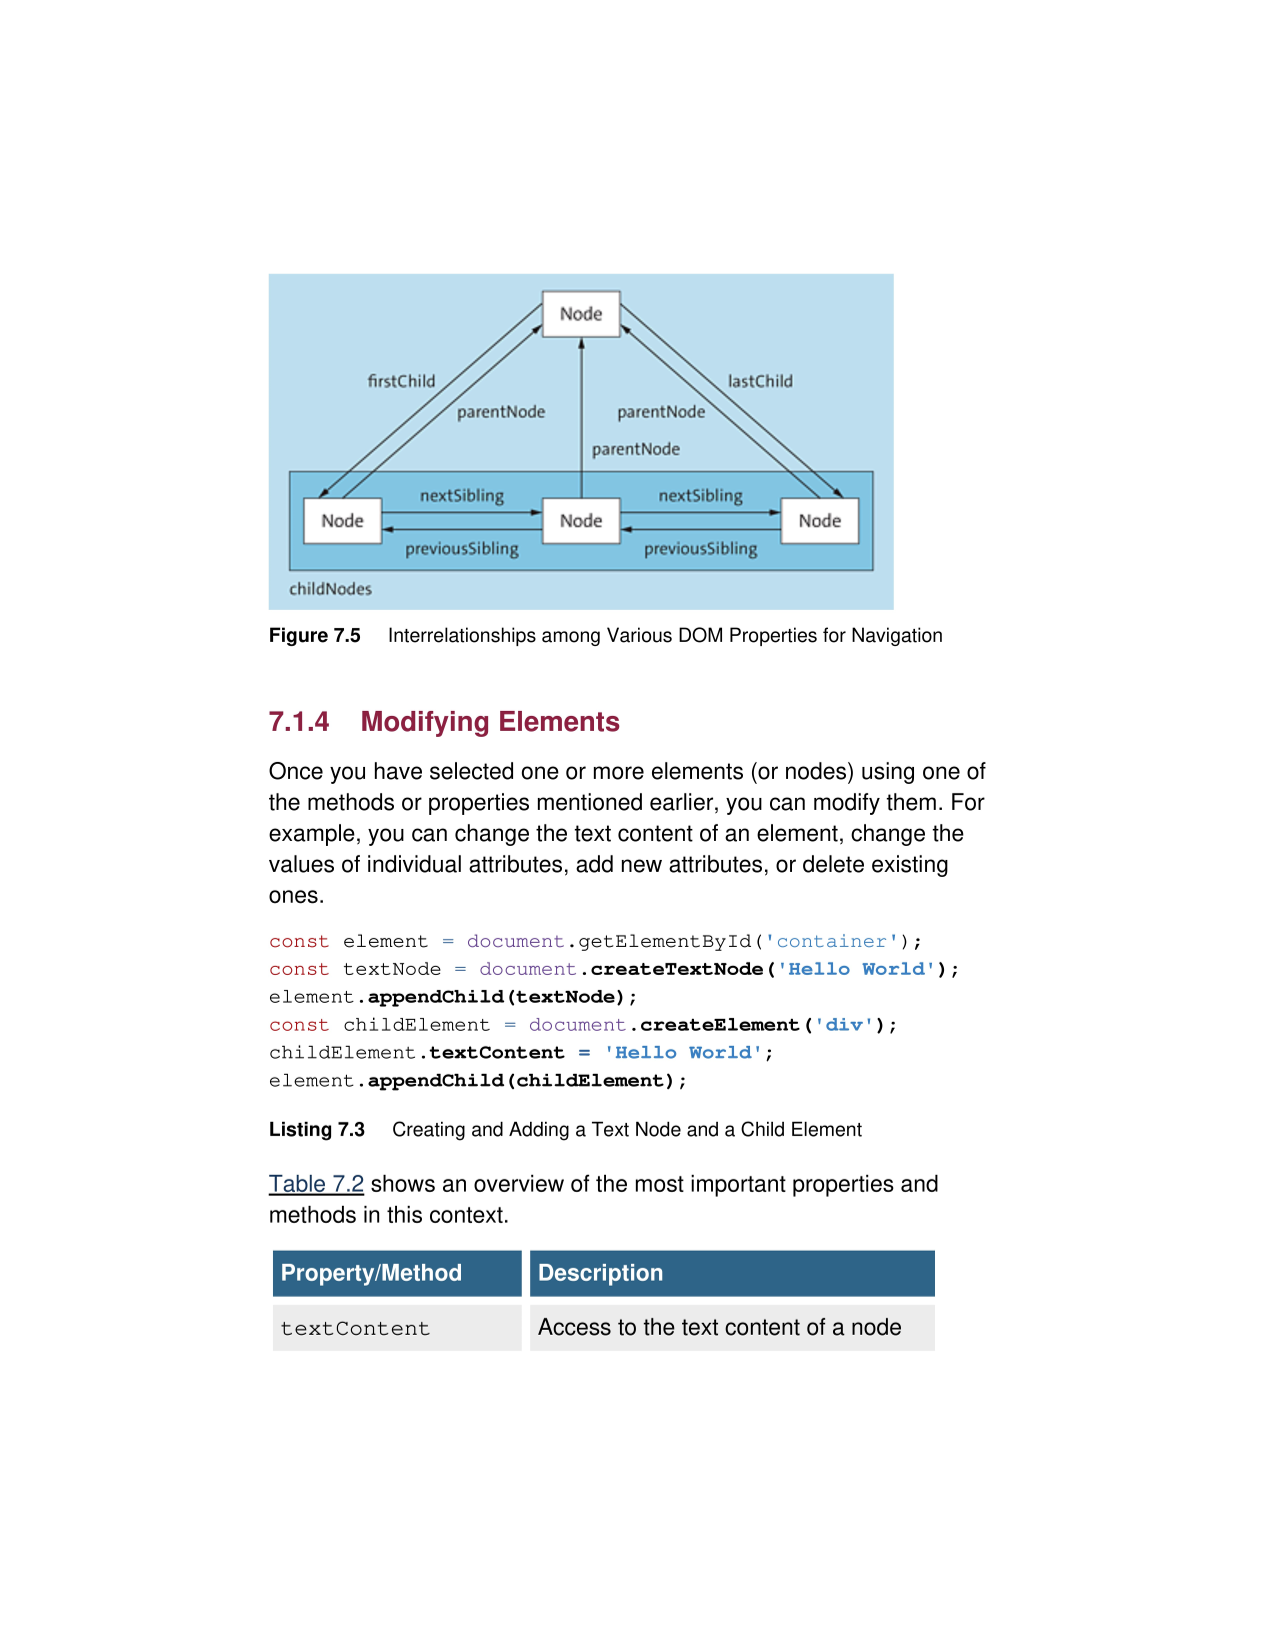 Node
firstChild
lastChild
parentNode
parentNode
parentNode
nextSibling
nextSibling
Node
Node
Node
previousSibling
previousSibling
childNodes
Figure 7.5 Interrelationships among Various DOM Properties for Navigation
7.1.4 Modifying Elements
Once you have selected one or more elements (or nodes) using one of
the methods or properties mentioned earlier, you can modify them. For
example, you can change the text content of an element, change the
values of individual attributes, add new attributes, or delete existing
ones.
const element = document.getElementById('container');
const textNode = document.createTextNode('Hello World');
element.appendChild(textNode);
const childElement = document.createElement('div');
childElement.textContent = 'Hello World';
element.appendChild(childElement);
Listing 7.3 Creating and Adding a Text Node and a Child Element
Table 7.2 shows an overview of the most important properties and
methods in this context.
Property/Method Description
textContent Access to the text content of a node